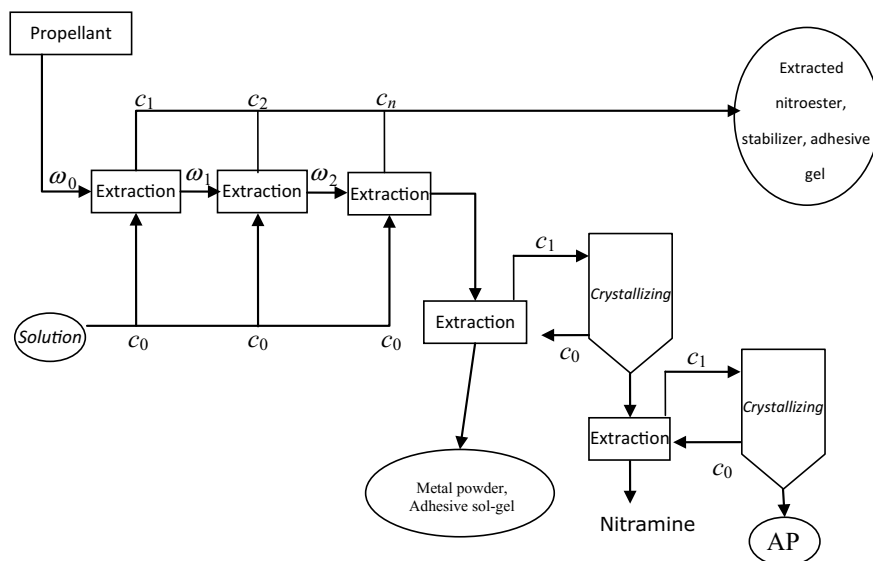 Propellant
c1
c2
cn
Extracted
nitroester,
stabilizer, adhesive
gel
ω0
Extraction
ω1
Extraction
ω2
Extraction
Solution
c0
c0
c0
Extraction
c1
c0
Crystallizing
Extraction
c1
c0
Crystallizing
Metal powder,
Adhesive sol-gel
Nitramine
AP